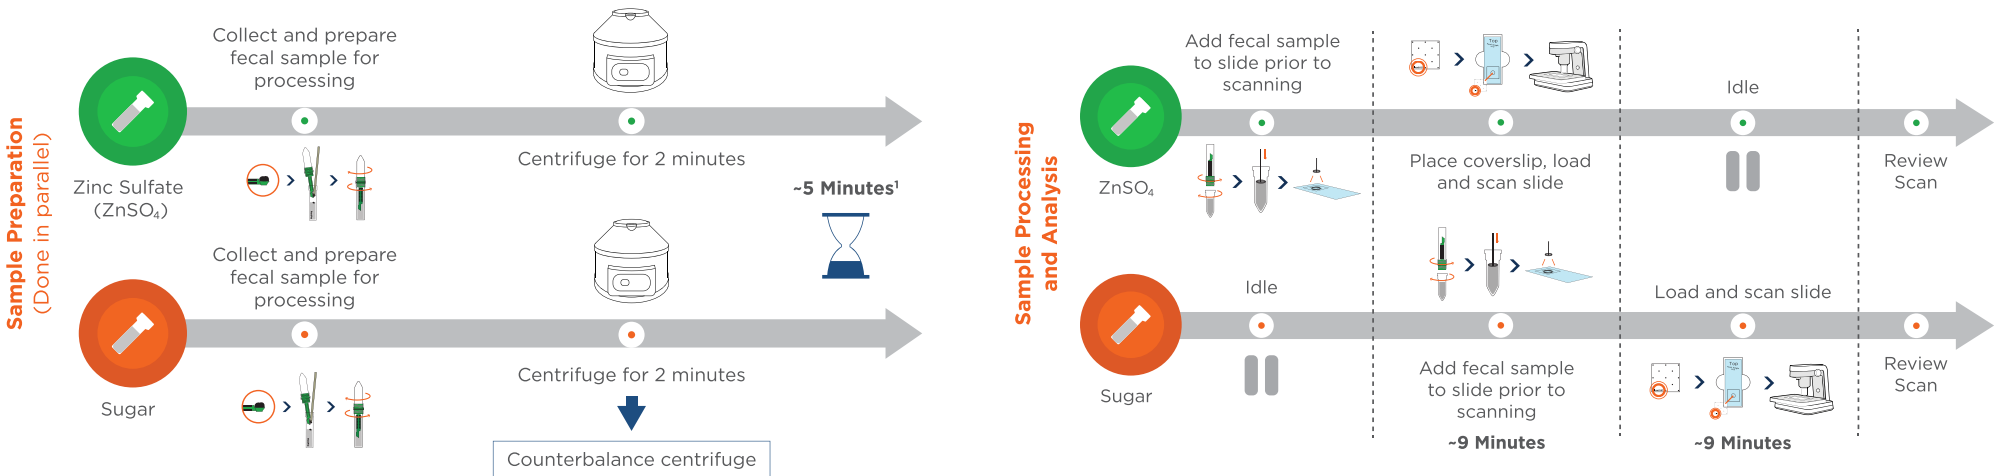 Sample Preparation
(Done in parallel)
Collect and prepare
fecal sample for
processing
Zinc Sulfate
(ZnSO₄)
Centrifuge for 2 minutes
~5 Minutes¹
Collect and prepare
fecal sample for
processing
Sugar
Centrifuge for 2 minutes
Counterbalance centrifuge
Sample Processing
and Analysis
Add fecal sample
to slide prior to
scanning
ZnSO₄
Top
Place coverslip, load
and scan slide
Idle
Review
Scan
Idle
Sugar
Add fecal sample
to slide prior to
scanning
~9 Minutes
Load and scan slide
Top
~9 Minutes
Review
Scan